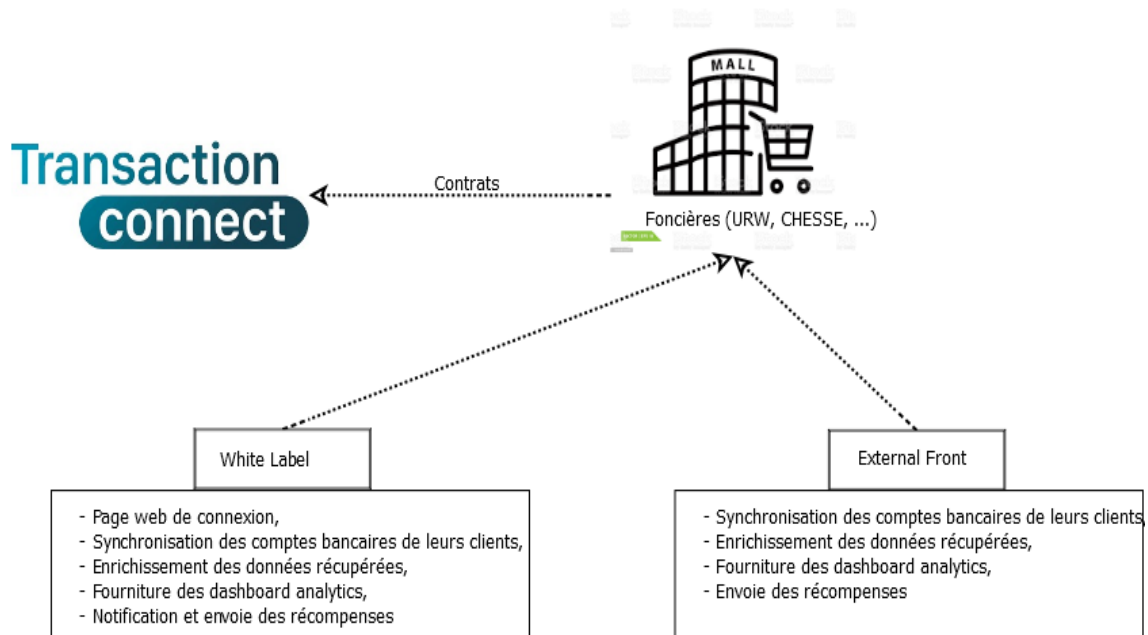 MALL
Transaction
connect
Contrats
Foncières (URW, CHESSE, ...)
White Label
- Page web de connexion,
- Synchronisation des comptes bancaires de leurs clients,
- Enrichissement des données récupérées,
- Fourniture des dashboard analytics,
- Notification et envoie des récompenses
External Front
- Synchronisation des comptes bancaires de leurs clients,
- Enrichissement des données récupérées,
- Fourniture des dashboard analytics,
- Envoie des récompenses